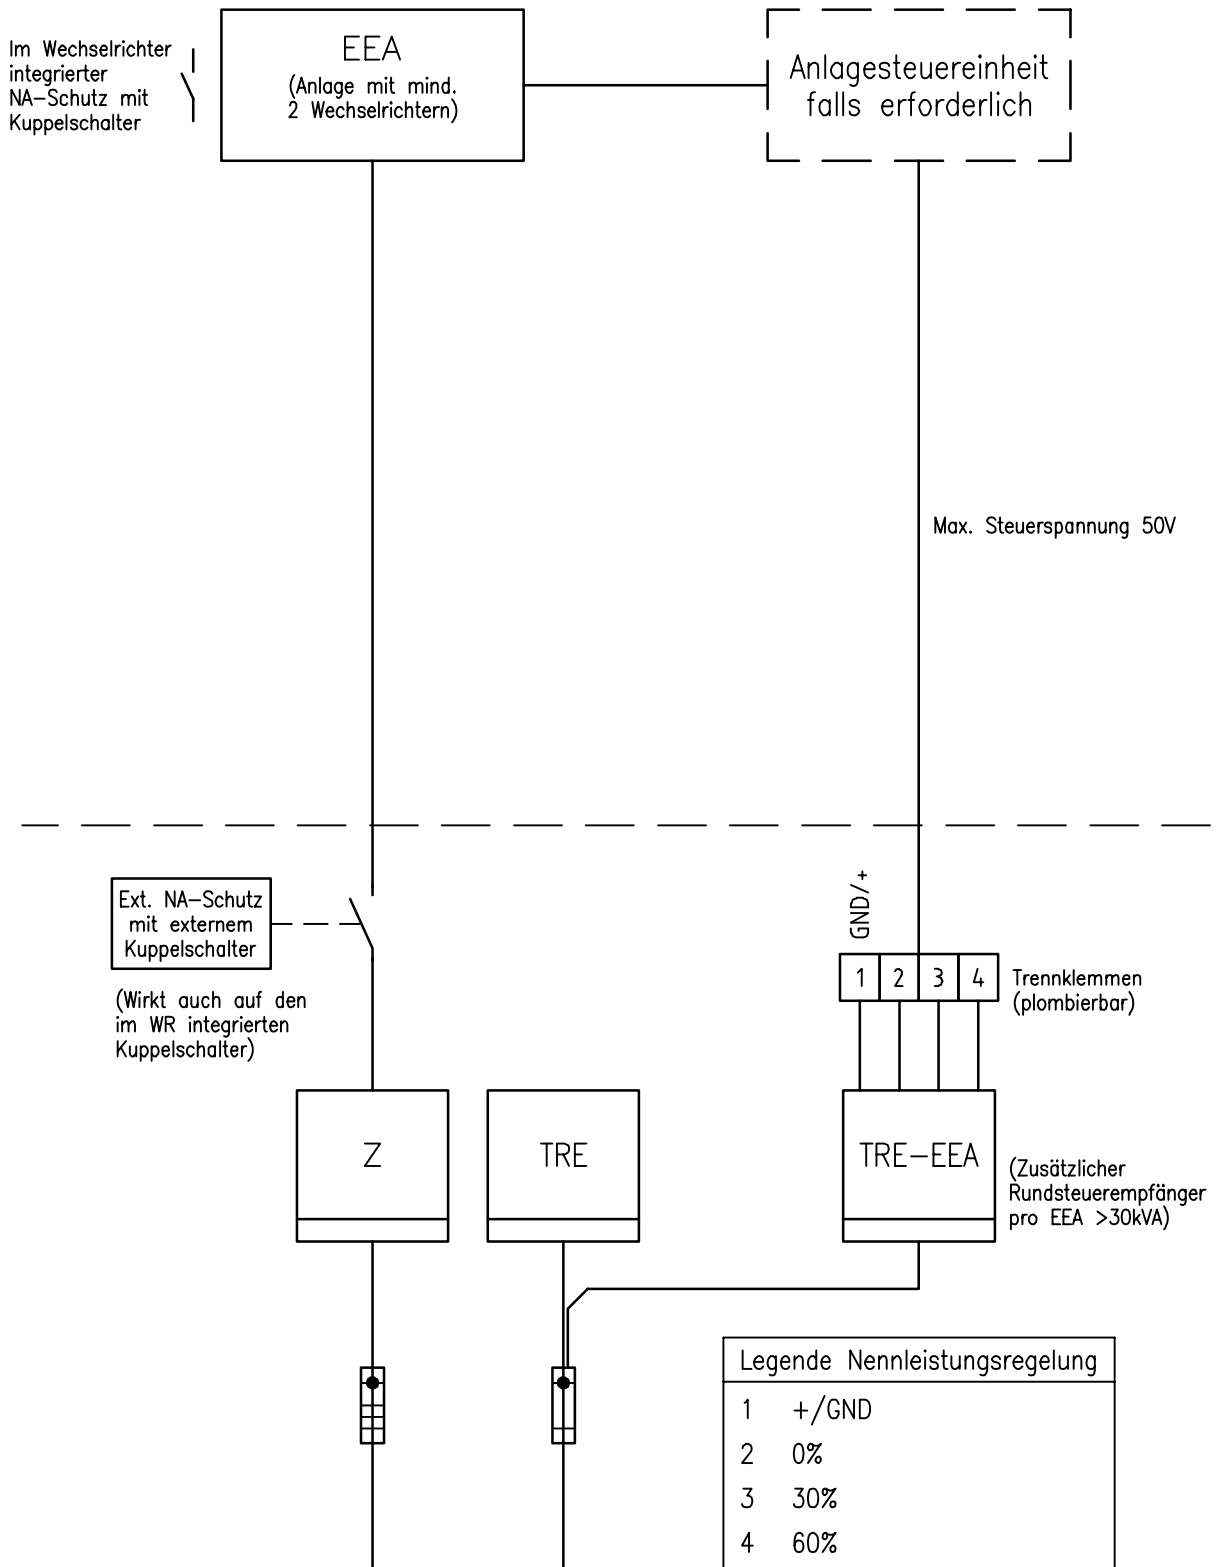 Im Wechselrichter
integrierter
NA-Schutz mit
Kuppelschalter
EEA
(Anlage mit mind.
2 Wechselrichtern)
Anlagesteuereinheit
falls erforderlich
Max. Steuerspannung 50V
Ext. NA-Schutz
mit externem
Kuppelschalter
(Wirkt auch auf den
im WR integrierten
Kuppelschalter)
GND/+
1 2 3 4
Trennklemmen
(plombierbar)
Z
TRE
TRE-EEA
(Zusätzlicher
Rundsteuerempfänger
pro EEA >30kVA)
Legende Nennleistungsregelung
1 +/GND
2 0%
3 30%
4 60%